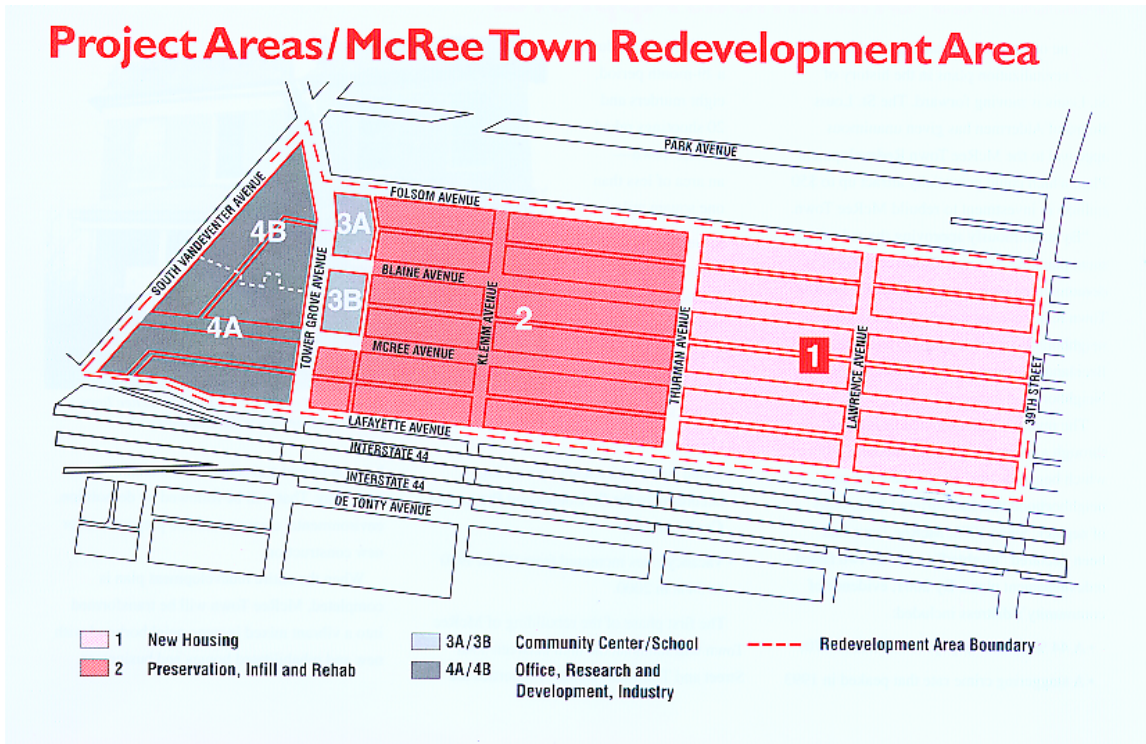 Project Areas/McRee Town Redevelopment Area
PARK AVENUE
FOLSOM AVENUE
SOUTH VANDEVENTER AVENUE
4B
3A
TOWER GROVE AVENUE
BLAINE AVENUE
3B
KLEMM AVENUE
2
4A
MCREE AVENUE
THURMAN AVENUE
1
LAWRENCE AVENUE
39TH STREET
LAFAYETTE AVENUE
INTERSTATE 44
INTERSTATE 44
DE TONTY AVENUE
1 New Housing
2 Preservation, Infill and Rehab
3A/3B Community Center/School
4A/4B Office, Research and
Development, Industry
Redevelopment Area Boundary